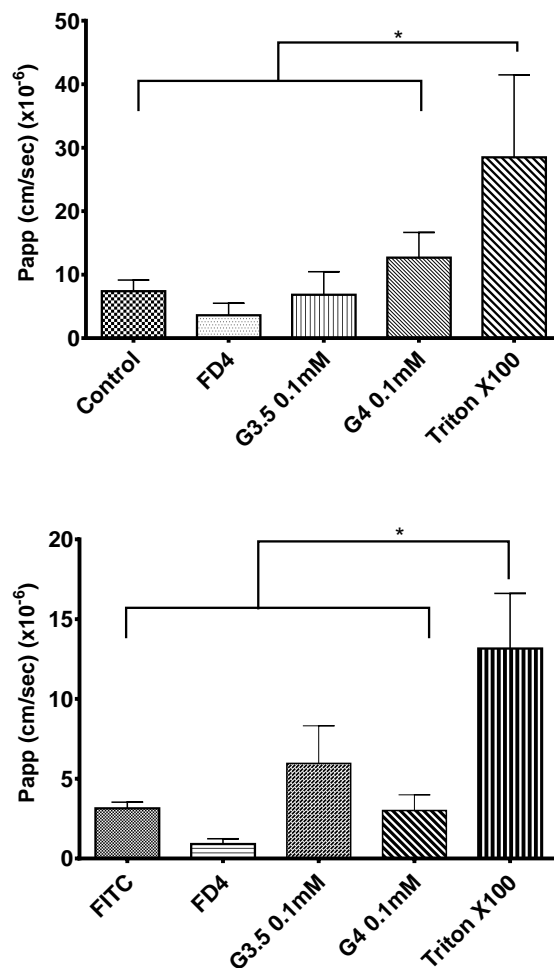 50
*
40
30
20
10
0
Papp (cm/sec) (x10⁻⁶)
Control
FD4
G3.5 0.1mM
G4 0.1mM
Triton X100
20
*
15
10
5
0
Papp (cm/sec) (x10⁻⁶)
FITC
FD4
G3.5 0.1mM
G4 0.1mM
Triton X100